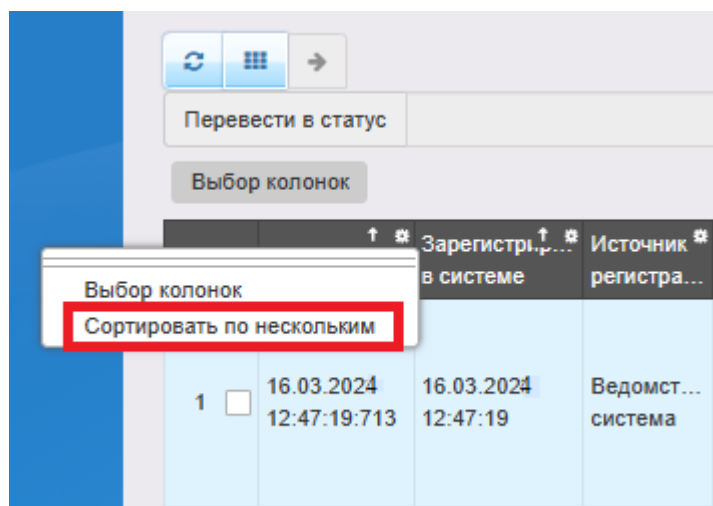 Перевести в статус
Выбор колонок
Зарегистрир...
в системе
Источник
регистра...
Выбор колонок
Сортировать по нескольким
1
16.03.2024
12:47:19:713
16.03.2024
12:47:19
Ведомст...
система